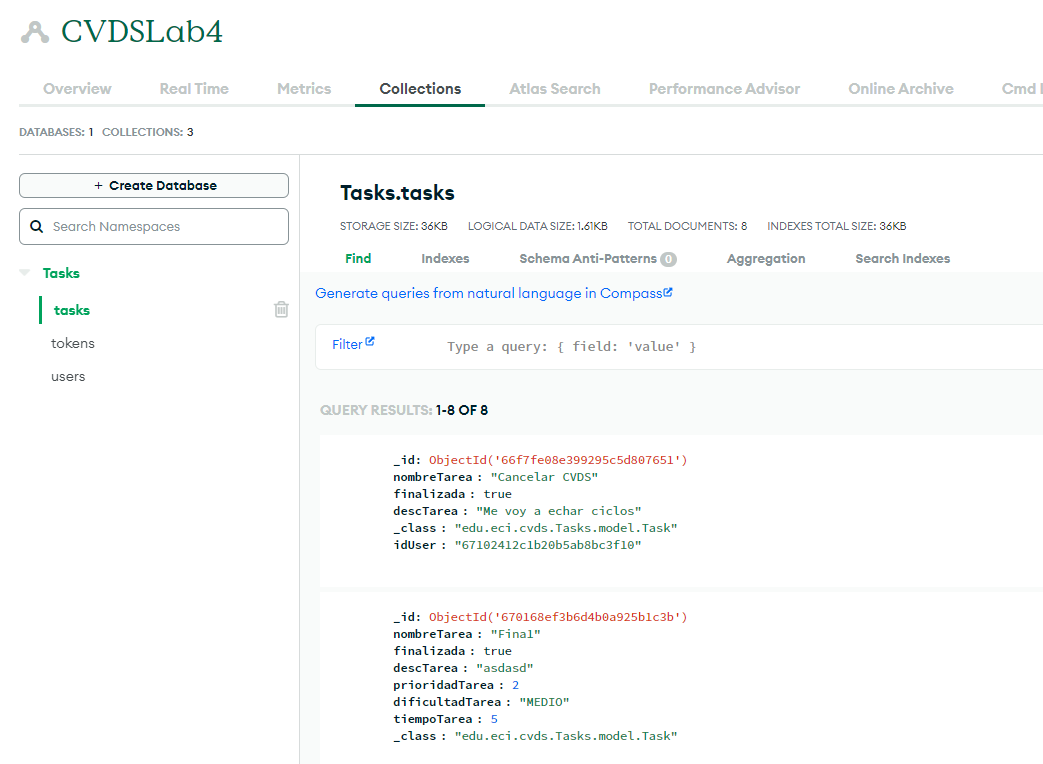 CVDSLab4
Overview Real Time Metrics Collections Atlas Search Performance Advisor Online Archive Cmd
DATABASES: 1 COLLECTIONS: 3
+ Create Database
Search Namespaces
Tasks
tasks
tokens
users
Tasks.tasks
STORAGE SIZE: 36KB LOGICAL DATA SIZE: 1.61KB TOTAL DOCUMENTS: 8 INDEXES TOTAL SIZE: 36KB
Find Indexes Schema Anti-Patterns 0 Aggregation Search Indexes
Generate queries from natural language in Compass
Filter Type a query: { field: 'value' }
QUERY RESULTS: 1-8 OF 8
_id: ObjectId('66f7fe08e399295c5d807651')
nombreTarea : "Cancelar CVDS"
finalizada : true
descTarea : "Me voy a echar ciclos"
_class : "edu.eci.cvds.Tasks.model.Task"
idUser : "67102412c1b20b5ab8bc3f10"
_id: ObjectId('670168ef3b6d4b0a925b1c3b')
nombreTarea : "Final"
finalizada : true
descTarea : "asdasd"
prioridadTarea : 2
dificultadTarea : "MEDIO"
tiempoTarea : 5
_class : "edu.eci.cvds.Tasks.model.Task"